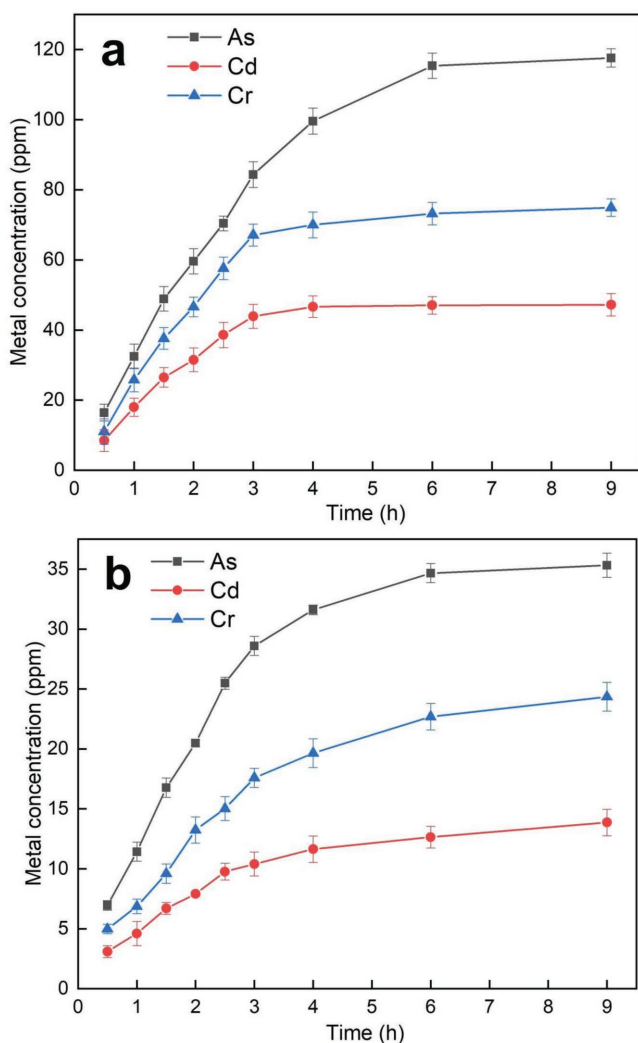 a
As
Cd
Cr
Metal concentration (ppm)
120
100
80
60
40
20
0
0 1 2 3 4 5 6 7 8 9
Time (h)
b
As
Cd
Cr
Metal concentration (ppm)
35
30
25
20
15
10
5
0
0 1 2 3 4 5 6 7 8 9
Time (h)